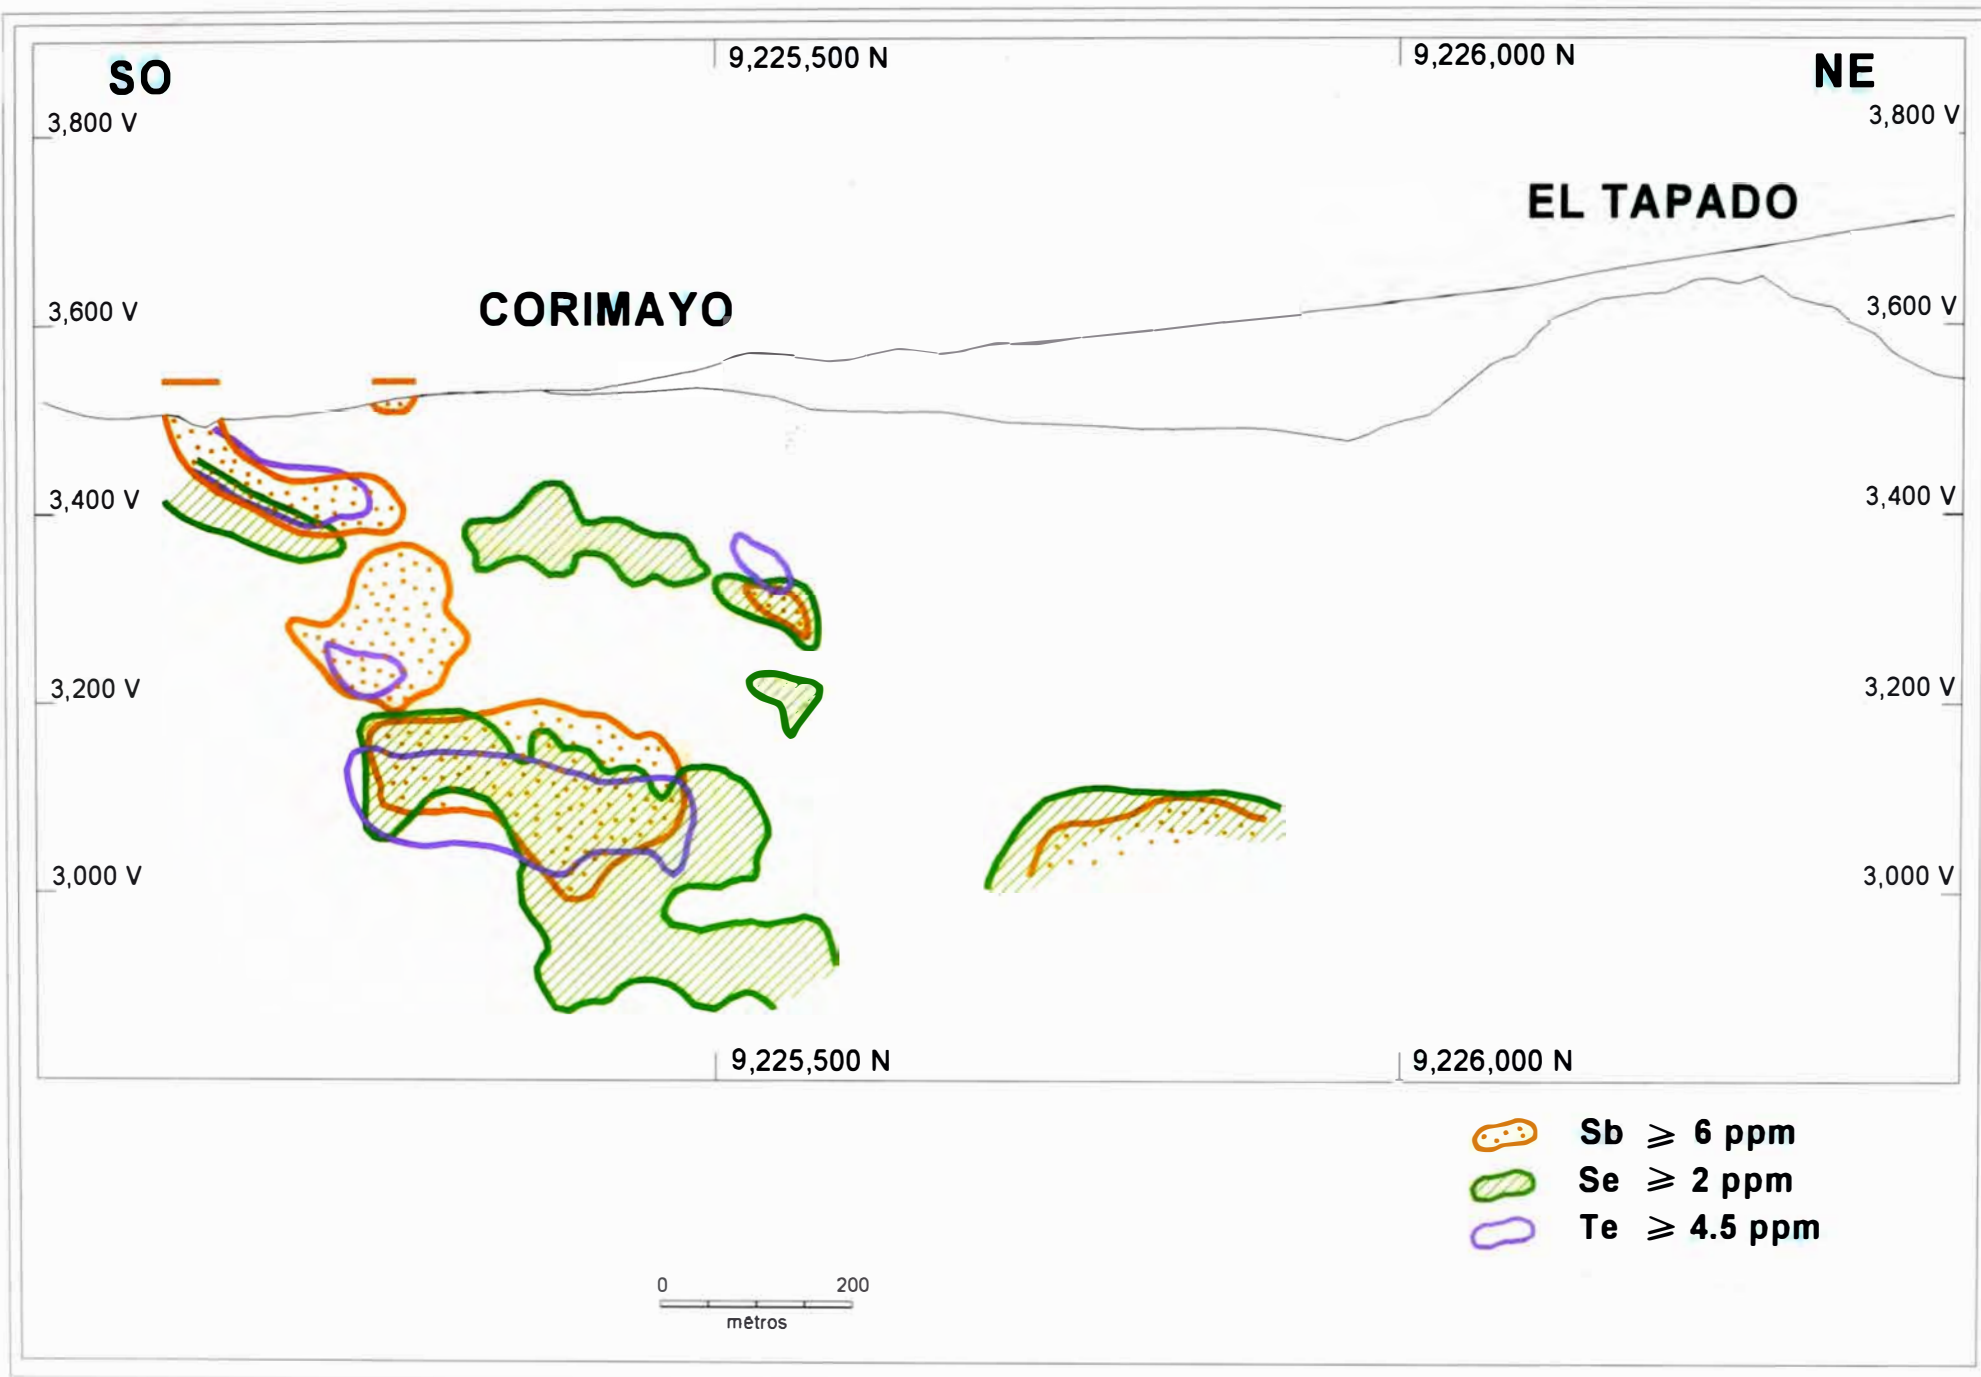 9,225,500 N
9,226,000 N
SO
NE
3,800 V
3,800 V
EL TAPADO
CORIMAYO
3,600 V
3,600 V
3,400 V
3,400 V
3,200 V
3,200 V
3,000 V
3,000 V
9,225,500 N
9,226,000 N
Sb ⩾ 6 ppm
Se ⩾ 2 ppm
Te ⩾ 4.5 ppm
0 200
metros